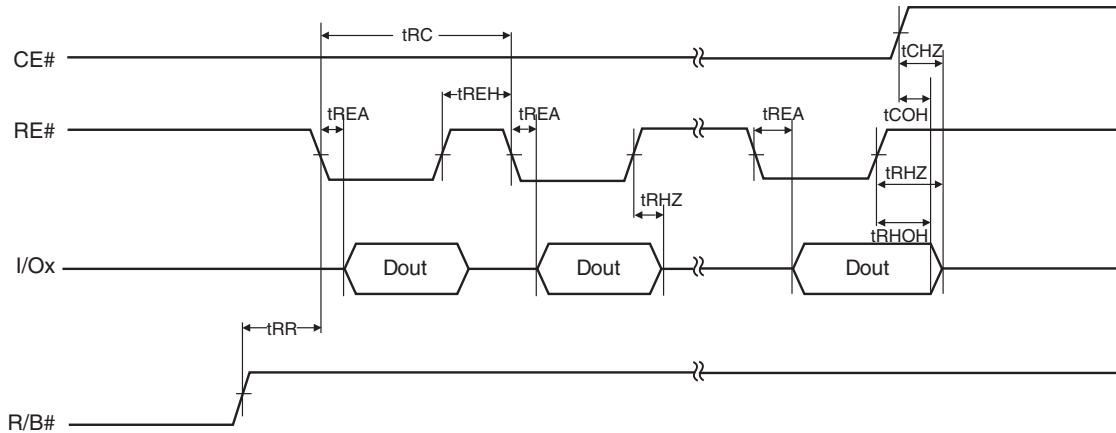 tRC
tCHZ
CE#
tREH
tCOH
tREA
tREA
tREA
RE#
tRHZ
tRHZ
tRHOH
I/Ox
Dout
Dout
Dout
tRR
R/B#